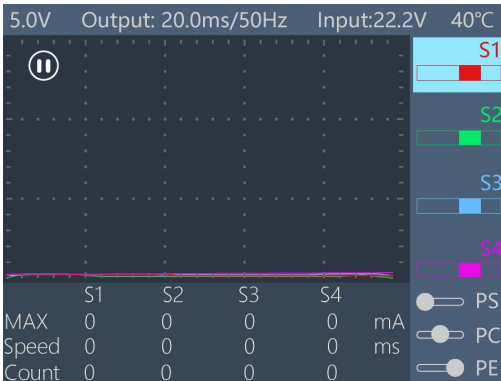 5.0V Output: 20.0ms/50Hz Input:22.2V 40℃
S1
S2
S3
S4
S1 S2 S3 S4
MAX 0 0 0 0 mA
Speed 0 0 0 0 ms
Count 0 0 0 0
PS
PC
PE